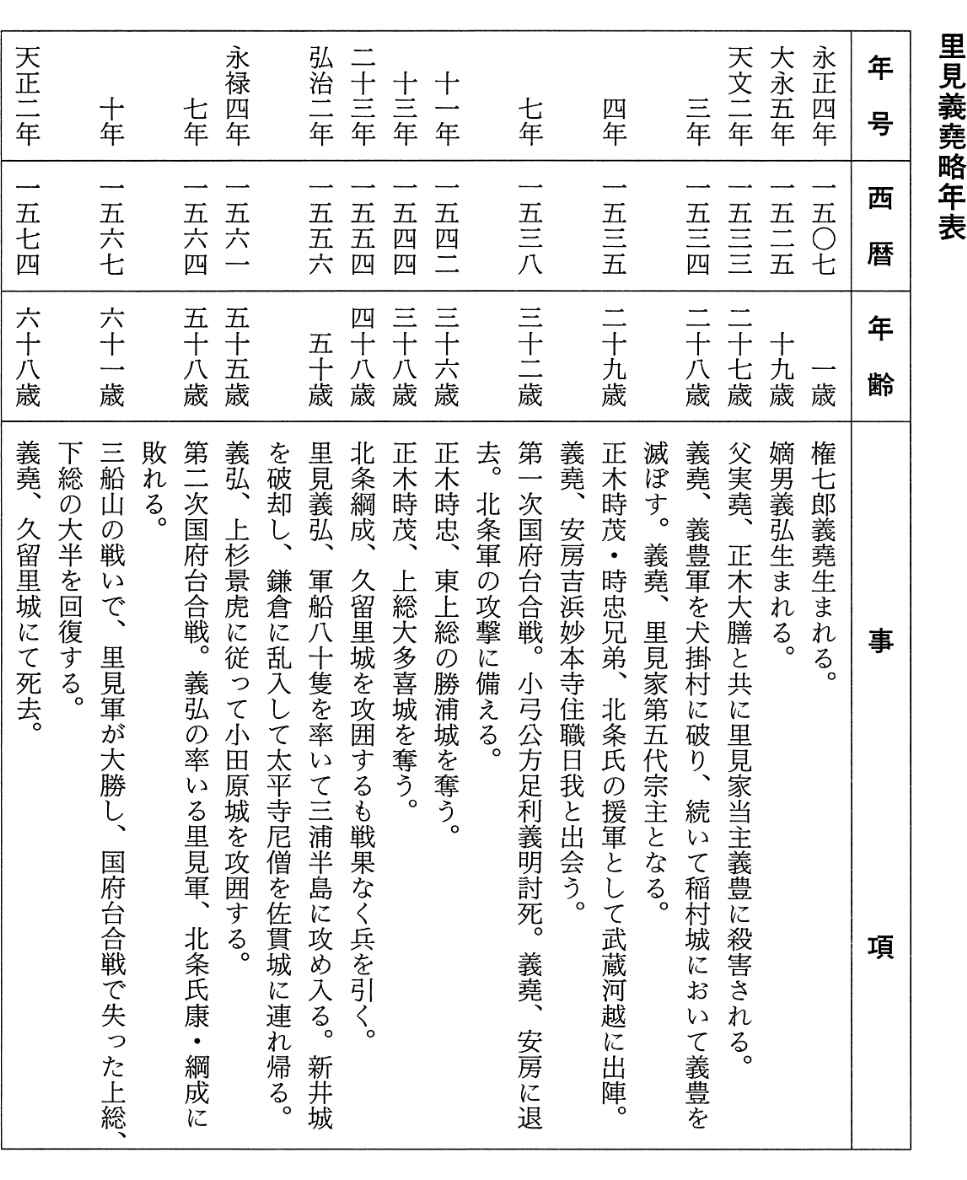 里見義堯略年表
年号 西暦 年齢 事項
永正四年 一五〇七 一歳 権七郎義堯生まれる。
大永五年 一五二五 十九歳 嫡男義弘生まれる。
天文二年 一五三三 二十七歳 父実堯、正木大膳と共に里見家当主義豊に殺害される。
三年 一五三四 二十八歳 義堯、義豊軍を犬掛村に破り、続いて稲村城において義豊を
滅ぼす。義堯、里見家第五代宗主となる。
四年 一五三五 二十九歳 正木時茂・時忠兄弟、北条氏の援軍として武蔵河越に出陣。
義堯、安房吉浜妙本寺住職日我と出会う。
七年 一五三八 三十二歳 第一次国府台合戦。小弓公方足利義明討死。義堯、安房に退
去。北条軍の攻撃に備える。
十一年 一五四二 三十六歳 正木時忠、東上総の勝浦城を奪う。
十三年 一五四四 三十八歳 正木時茂、上総大多喜城を奪う。
二十三年 一五五四 四十八歳 北条綱成、久留里城を攻囲するも戦果なく兵を引く。
弘治二年 一五五六 五十歳 里見義弘、軍船八十隻を率いて三浦半島に攻め入る。新井城
を破却し、鎌倉に乱入して太平寺尼僧を佐貫城に連れ帰る。
永禄四年 一五六一 五十五歳 義弘、上杉景虎に従って小田原城を攻囲する。
七年 一五六四 五十八歳 第二次国府台合戦。義弘の率いる里見軍、北条氏康・綱成に
敗れる。
十年 一五六七 六十一歳 三船山の戦いで、里見軍が大勝し、国府台合戦で失った上総、
下総の大半を回復する。
天正二年 一五七四 六十八歳 義堯、久留里城にて死去。